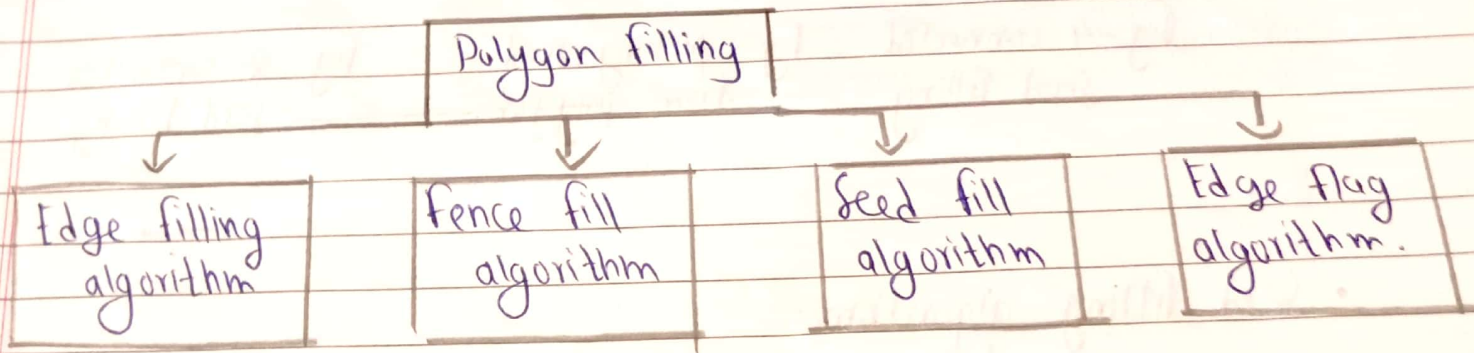 Polygon filling
Edge filling
algorithm
Fence fill
algorithm
Seed fill
algorithm
Edge flag
algorithm.